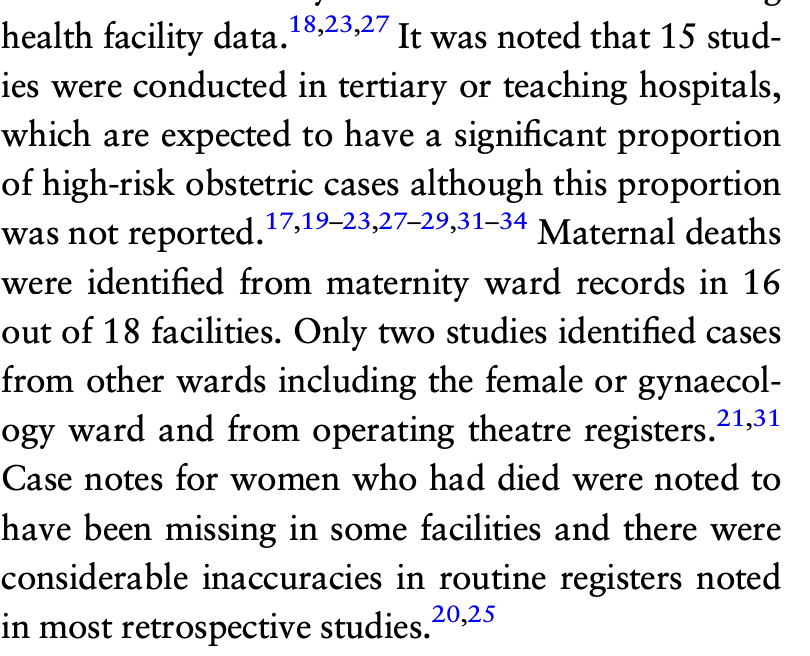 health facility data.18,23,27 It was noted that 15 stud-
ies were conducted in tertiary or teaching hospitals,
which are expected to have a significant proportion
of high-risk obstetric cases although this proportion
was not reported.17,19–23,27–29,31–34 Maternal deaths
were identified from maternity ward records in 16
out of 18 facilities. Only two studies identified cases
from other wards including the female or gynaecol-
ogy ward and from operating theatre registers.21,31
Case notes for women who had died were noted to
have been missing in some facilities and there were
considerable inaccuracies in routine registers noted
in most retrospective studies.20,25